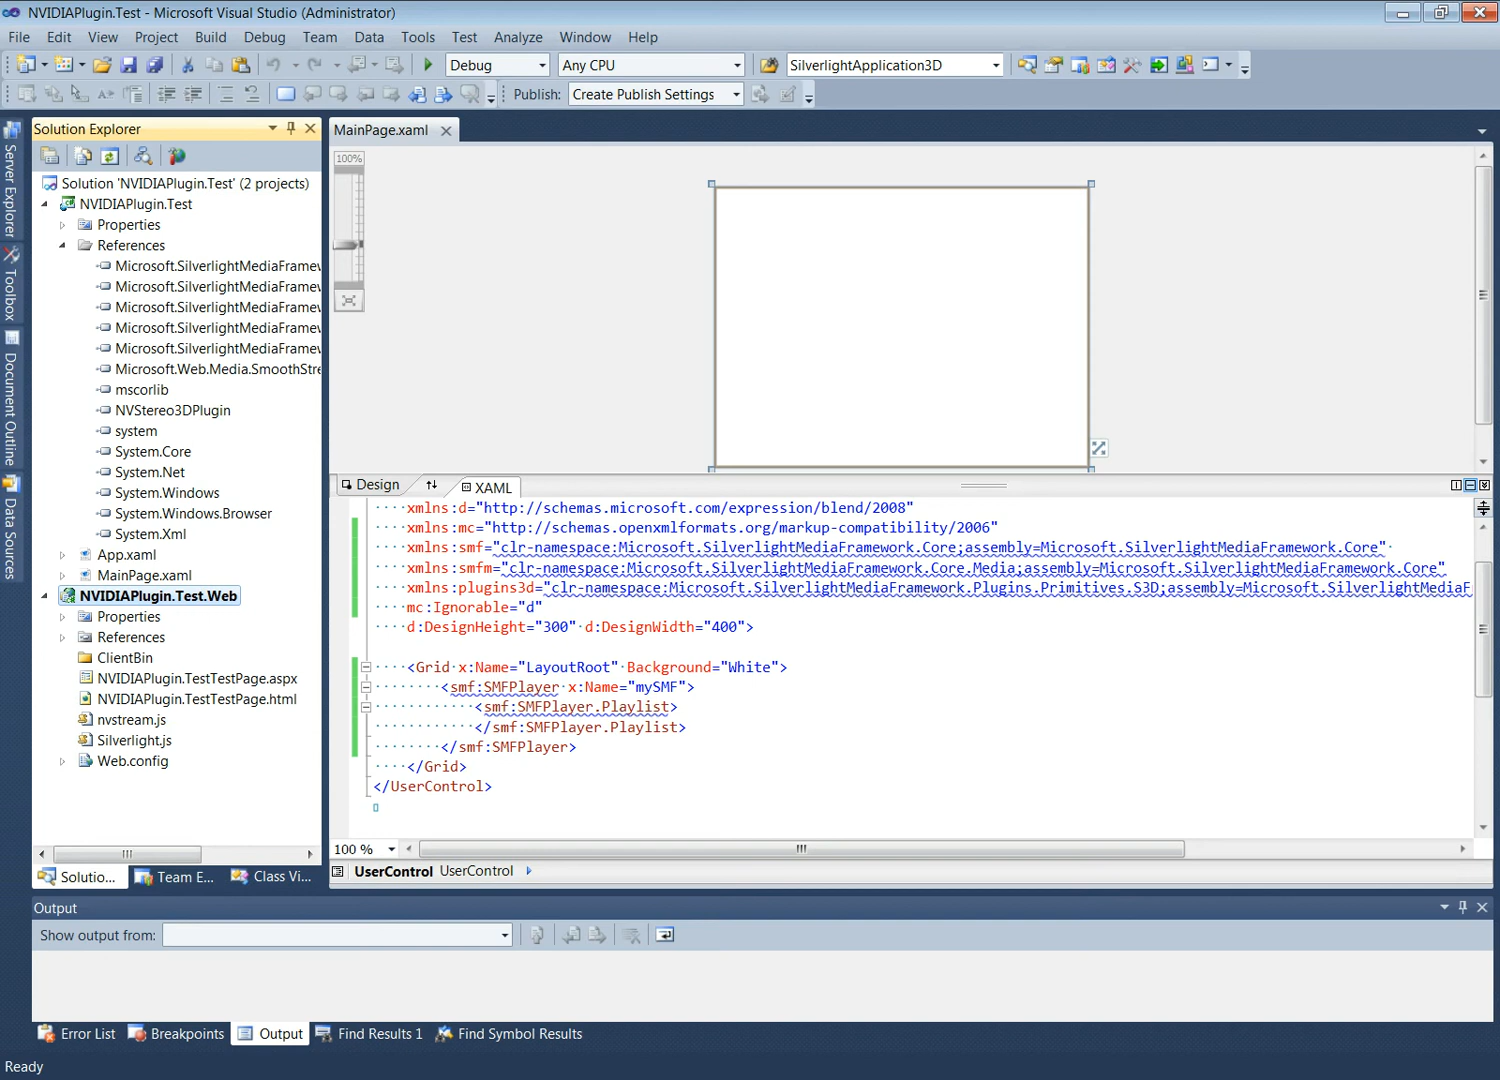 NVIDIAPlugin.Test - Microsoft Visual Studio (Administrator)
File Edit View Project Build Debug Team Data Tools Test Analyze Window Help
Debug Any CPU SilverlightApplication3D
Publish: Create Publish Settings
Server Explorer
Toolbox
Document Outline
Data Sources
Solution Explorer
Solution 'NVIDIAPlugin.Test' (2 projects)
NVIDIAPlugin.Test
Properties
References
Microsoft.SilverlightMediaFramew
Microsoft.SilverlightMediaFramew
Microsoft.SilverlightMediaFramew
Microsoft.SilverlightMediaFramew
Microsoft.SilverlightMediaFramew
Microsoft.Web.Media.SmoothStre
mscorlib
NVStereo3DPlugin
system
System.Core
System.Net
System.Windows
System.Windows.Browser
System.Xml
App.xaml
MainPage.xaml
NVIDIAPlugin.Test.Web
Properties
References
ClientBin
NVIDIAPlugin.TestTestPage.aspx
NVIDIAPlugin.TestTestPage.html
nvstream.js
Silverlight.js
Web.config
Solutio... Team E... Class Vi...
MainPage.xaml
100%
Design XAML
xmlns:d="http://schemas.microsoft.com/expression/blend/2008"
xmlns:mc="http://schemas.openxmlformats.org/markup-compatibility/2006"
xmlns:smf="clr-namespace:Microsoft.SilverlightMediaFramework.Core;assembly=Microsoft.SilverlightMediaFramework.Core"
xmlns:smfm="clr-namespace:Microsoft.SilverlightMediaFramework.Core.Media;assembly=Microsoft.SilverlightMediaFramework.Core"
xmlns:plugins3d="clr-namespace:Microsoft.SilverlightMediaFramework.Plugins.Primitives.S3D;assembly=Microsoft.SilverlightMediaF
mc:Ignorable="d"
d:DesignHeight="300" d:DesignWidth="400">
<Grid x:Name="LayoutRoot" Background="White">
<smf:SMFPlayer x:Name="mySMF">
<smf:SMFPlayer.Playlist>
</smf:SMFPlayer.Playlist>
</smf:SMFPlayer>
</Grid>
</UserControl>
100 %
UserControl UserControl
Output
Show output from:
Error List Breakpoints Output Find Results 1 Find Symbol Results
Ready